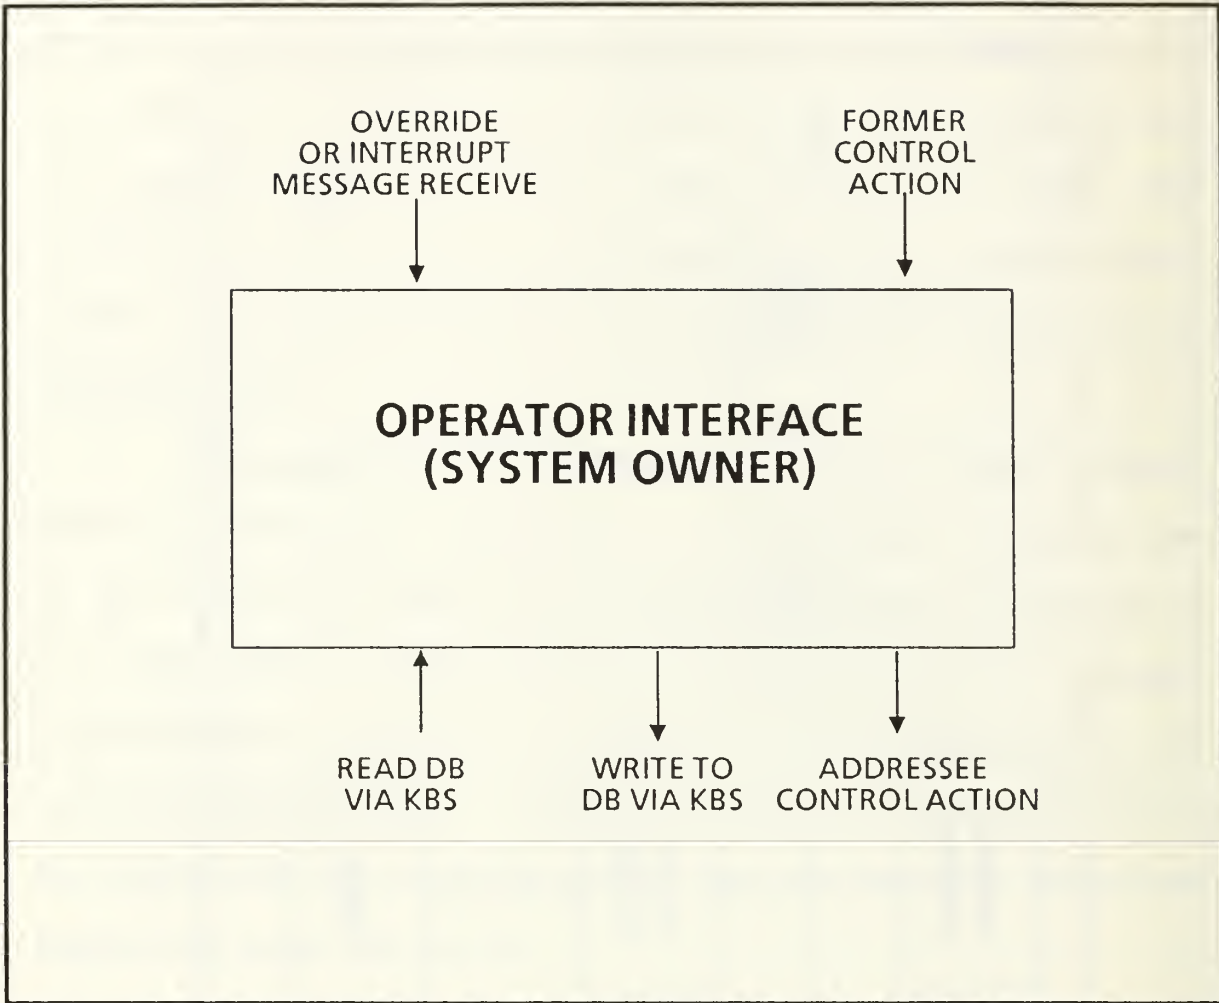 OVERRIDE
OR INTERRUPT
MESSAGE RECEIVE
FORMER
CONTROL
ACTION
OPERATOR INTERFACE
(SYSTEM OWNER)
READ DB
VIA KBS
WRITE TO
DB VIA KBS
ADDRESSEE
CONTROL ACTION